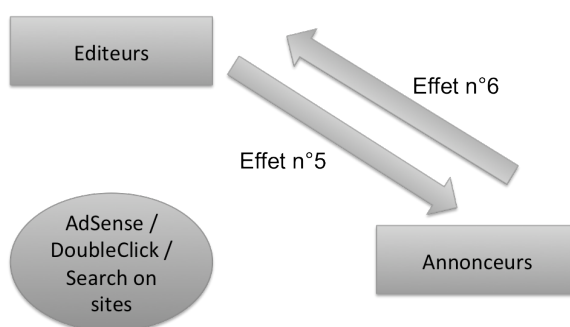 Editeurs
Effet n°6
Effet n°5
AdSense /
DoubleClick /
Search on
sites
Annonceurs